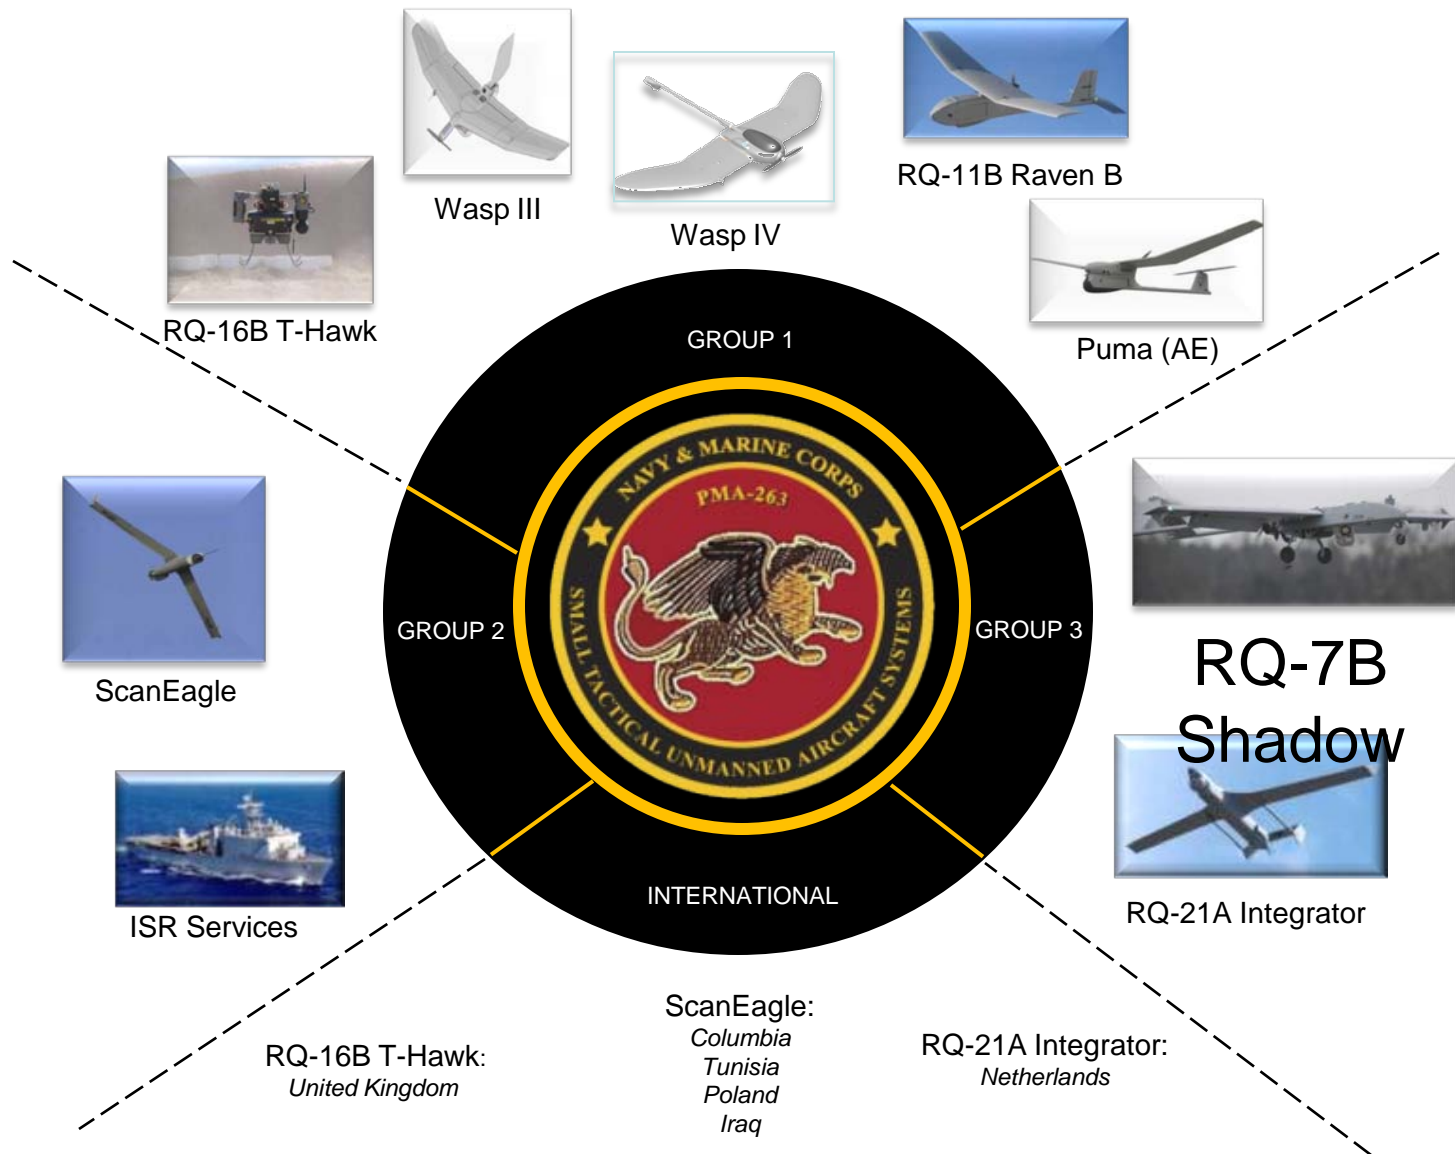 Wasp III
Wasp IV
RQ-11B Raven B
RQ-16B T-Hawk
Puma (AE)
GROUP 1
NAVY & MARINE CORPS
PMA-263
SMALL TACTICAL UNMANNED AIRCRAFT SYSTEMS
GROUP 2
GROUP 3
ScanEagle
RQ-7B
Shadow
ISR Services
RQ-21A Integrator
INTERNATIONAL
RQ-16B T-Hawk:
United Kingdom
ScanEagle:
Columbia
Tunisia
Poland
Iraq
RQ-21A Integrator:
Netherlands